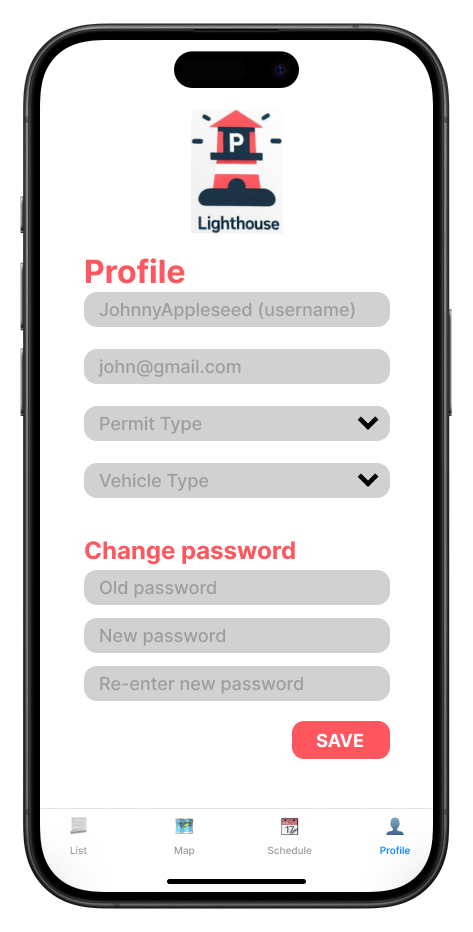 P
Lighthouse
Profile
JohnnyAppleseed (username)
john@gmail.com
Permit Type
Vehicle Type
Change password
Old password
New password
Re-enter new password
SAVE
17
List Map Schedule Profile